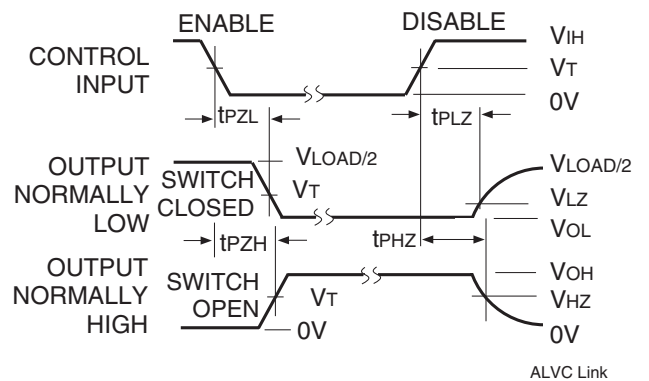 ENABLE DISABLE
CONTROL INPUT
VIH
VT
0V
tPZL
tPLZ
OUTPUT NORMALLY LOW
SWITCH CLOSED
VLOAD/2
VT
VLOAD/2
VLZ
VOL
tPZH
tPHZ
OUTPUT NORMALLY HIGH
SWITCH OPEN
VT
0V
VOH
VHZ
0V
ALVC Link